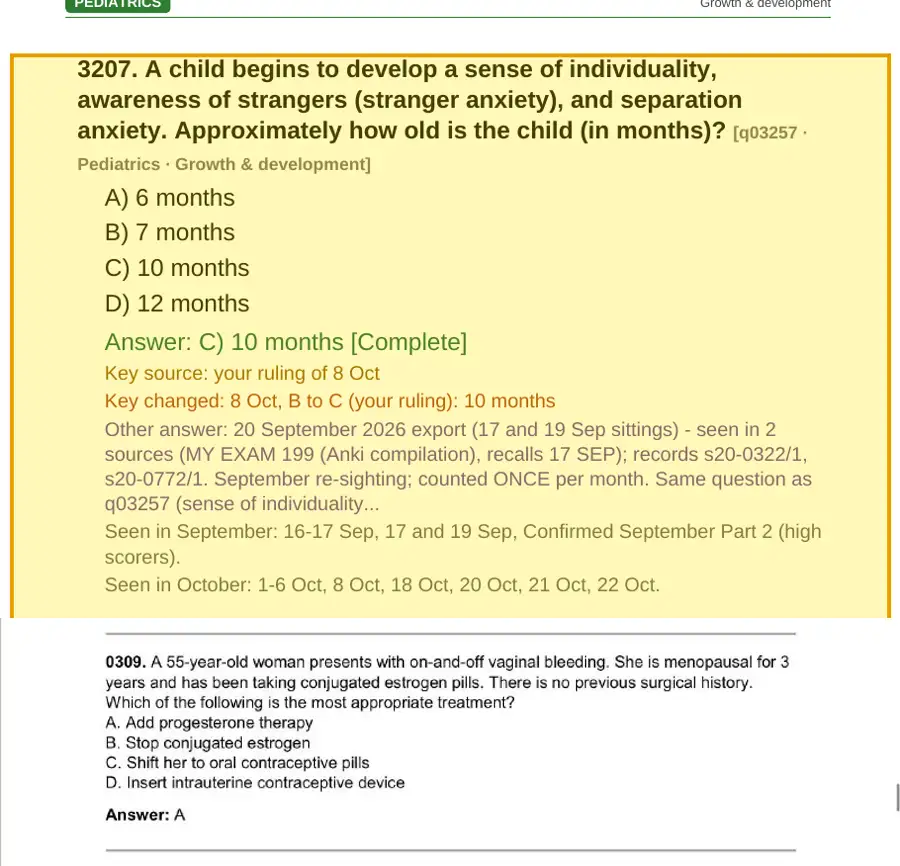 PEDIATRICS
Growth & development
3207. A child begins to develop a sense of individuality,
awareness of strangers (stranger anxiety), and separation
anxiety. Approximately how old is the child (in months)? [q03257 ·
Pediatrics · Growth & development]
A) 6 months
B) 7 months
C) 10 months
D) 12 months
Answer: C) 10 months [Complete]
Key source: your ruling of 8 Oct
Key changed: 8 Oct, B to C (your ruling): 10 months
Other answer: 20 September 2026 export (17 and 19 Sep sittings) - seen in 2
sources (MY EXAM 199 (Anki compilation), recalls 17 SEP); records s20-0322/1,
s20-0772/1. September re-sighting; counted ONCE per month. Same question as
q03257 (sense of individuality...
Seen in September: 16-17 Sep, 17 and 19 Sep, Confirmed September Part 2 (high
scorers).
Seen in October: 1-6 Oct, 8 Oct, 18 Oct, 20 Oct, 21 Oct, 22 Oct.
0309. A 55-year-old woman presents with on-and-off vaginal bleeding. She is menopausal for 3
years and has been taking conjugated estrogen pills. There is no previous surgical history.
Which of the following is the most appropriate treatment?
A. Add progesterone therapy
B. Stop conjugated estrogen
C. Shift her to oral contraceptive pills
D. Insert intrauterine contraceptive device
Answer: A